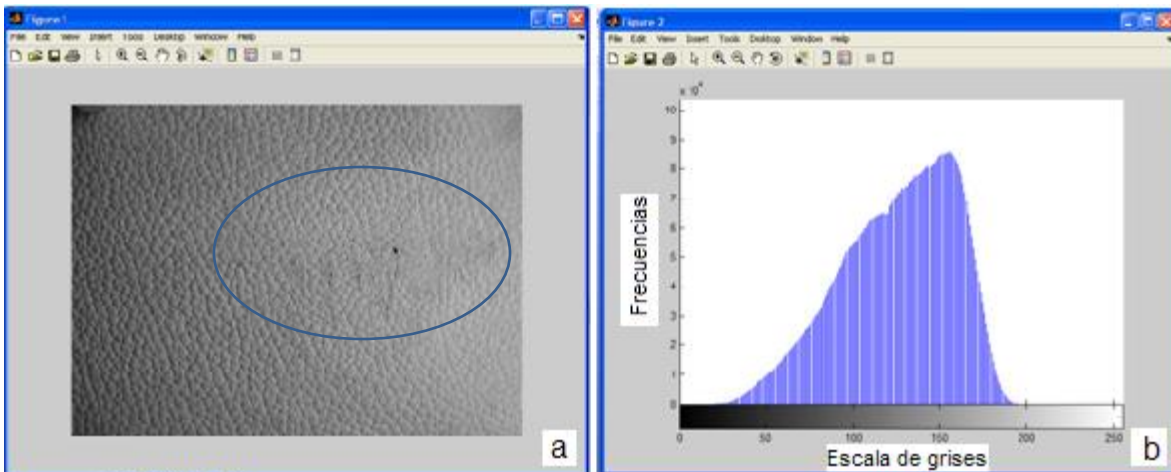 Figure 1
File Edit View Insert Tools Desktop Window Help
a
Figure 2
File Edit View Insert Tools Desktop Window Help
x 10⁴
10
9
8
7
6
5
4
3
2
1
0
Frecuencias
0 50 100 150 200 250
Escala de grises
b